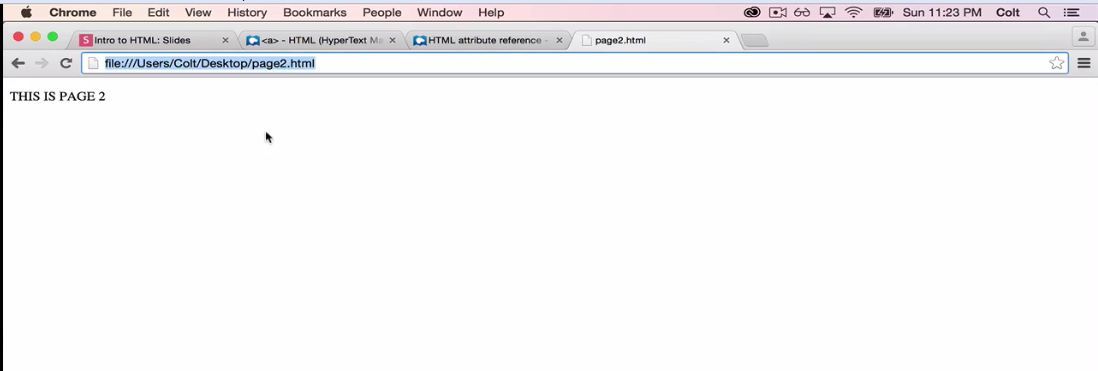 Chrome File Edit View History Bookmarks People Window Help Sun 11:23 PM Colt
S Intro to HTML: Slides <a> - HTML (HyperText Ma HTML attribute reference - page2.html
file:///Users/Colt/Desktop/page2.html
THIS IS PAGE 2